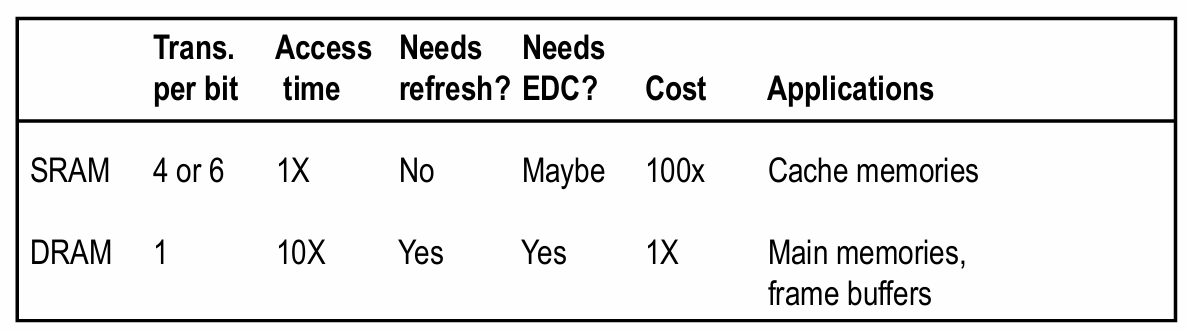 Trans. Access Needs Needs
per bit time refresh? EDC? Cost Applications
SRAM 4 or 6 1X No Maybe 100x Cache memories
DRAM 1 10X Yes Yes 1X Main memories,
frame buffers